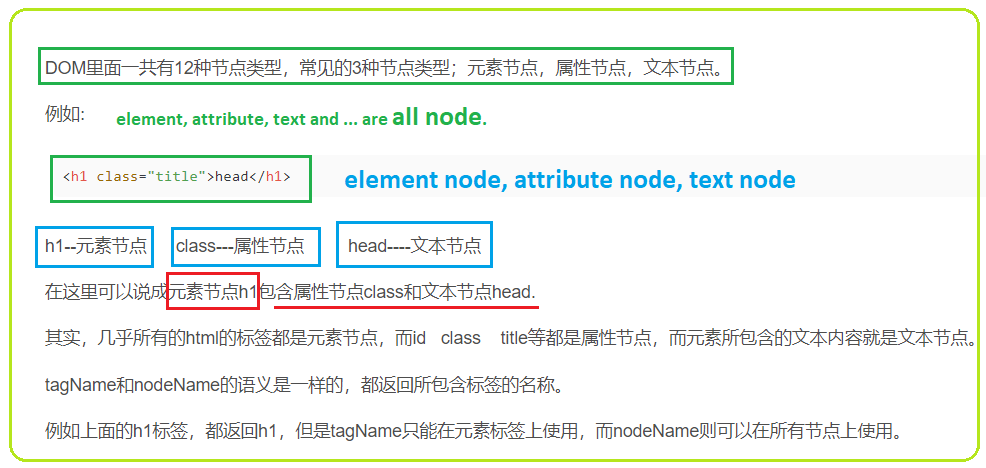 DOM里面一共有12种节点类型，常见的3种节点类型；元素节点，属性节点，文本节点。
例如: element, attribute, text and ... are all node.
<h1 class="title">head</h1> element node, attribute node, text node
h1--元素节点 class---属性节点 head----文本节点
在这里可以说成元素节点h1包含属性节点class和文本节点head.
其实，几乎所有的html的标签都是元素节点，而id class title等都是属性节点，而元素所包含的文本内容就是文本节点。
tagName和nodeName的语义是一样的，都返回所包含标签的名称。
例如上面的h1标签，都返回h1，但是tagName只能在元素标签上使用，而nodeName则可以在所有节点上使用。